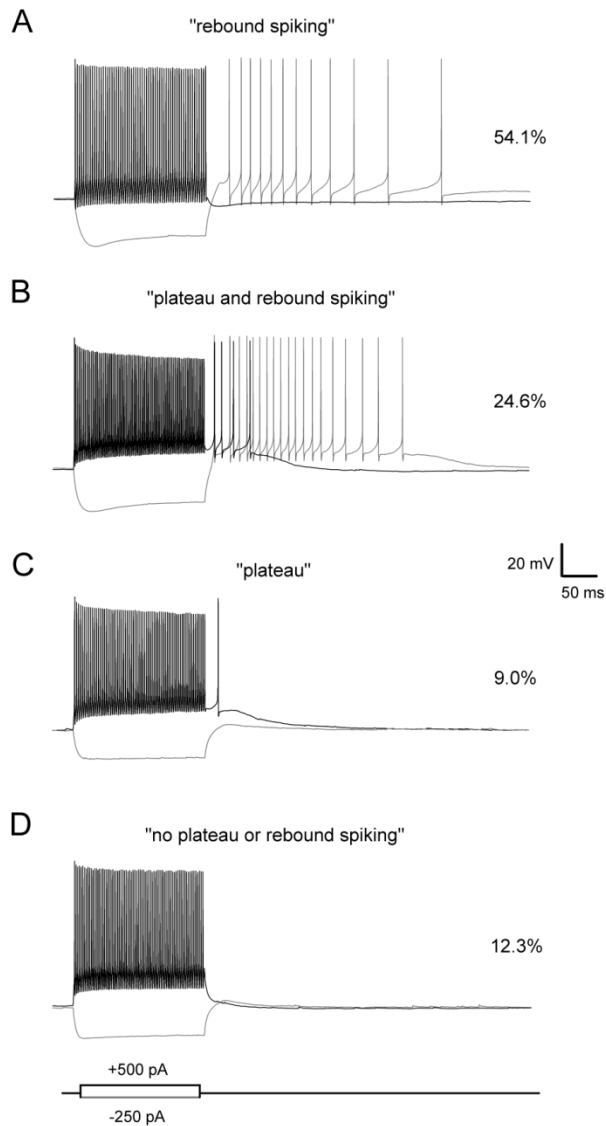 A
"rebound spiking"
54.1%
B
"plateau and rebound spiking"
24.6%
C
"plateau"
20 mV
50 ms
9.0%
D
"no plateau or rebound spiking"
12.3%
+500 pA
-250 pA